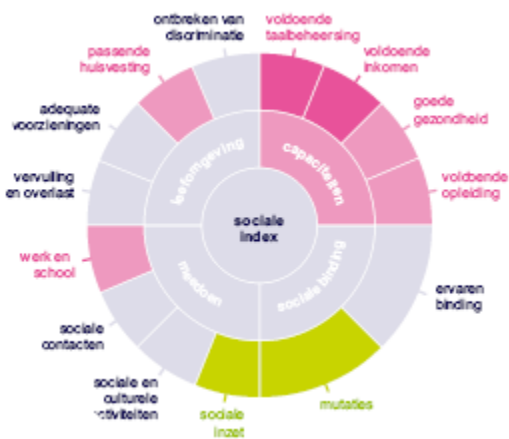 ontbreken van
discriminatie
voldoende
taalbeheersing
voldoende
inkomen
goede
gezondheid
voldoende
opleiding
ervaren
binding
mutaties
sociale
inzet
sociale en
culturele
activiteiten
sociale
contacten
werk en
school
vervuiling
en overlast
adequate
voorzieningen
passende
huisvesting
leefomgeving
capaciteiten
sociale binding
meedoen
sociale
index